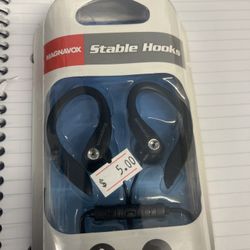 MAGNAVOX
Stable Hooks
$ 5.00